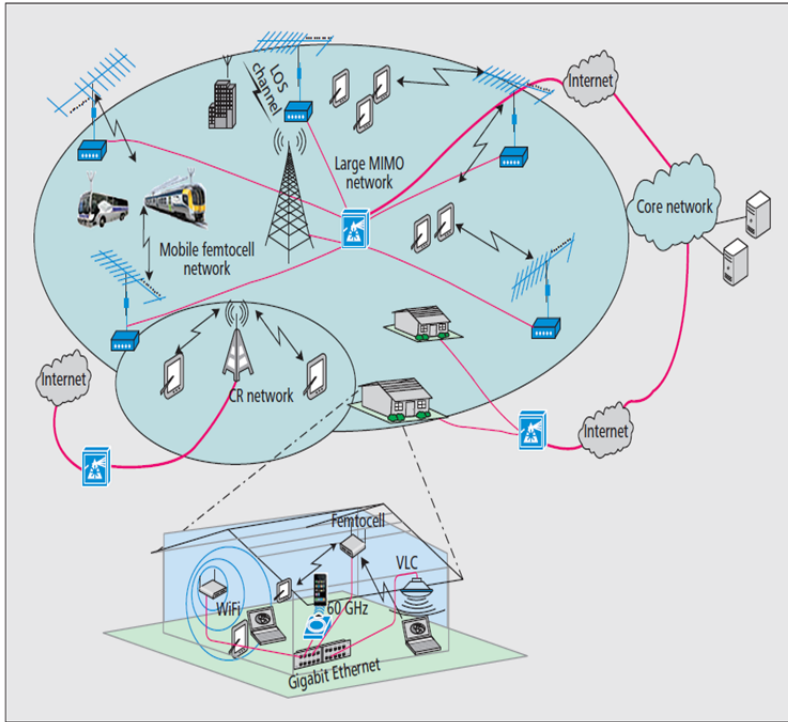 Internet
LOS
channel
Large MIMO
network
Core network
Mobile femtocell
network
Internet
CR network
Internet
Femtocell
VLC
WiFi
60 GHz
Gigabit Ethernet